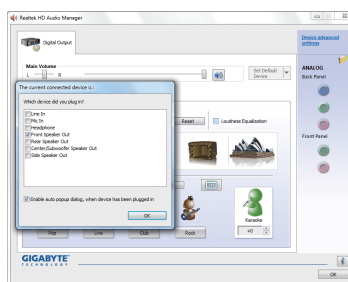 Realtek HD Audio Manager
Digital Output
Device advanced settings
Main Volume
L
R
Set Default Device
ANALOG
Back Panel
Front Panel
The current connected device is :
Which device did you plug in?
Line In
Mic In
Headphone
Front Speaker Out
Rear Speaker Out
Center/Subwoofer Speaker Out
Side Speaker Out
Enable auto popup dialog, when device has been plugged in
OK
Reset
Loudness Equalization
Pop
Live
Club
Rock
Karaoke
+0
GIGABYTE
TECHNOLOGY
OK